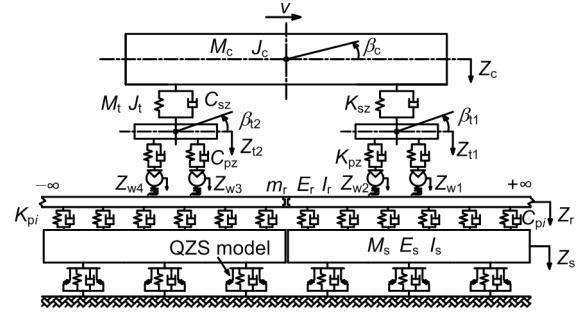 v
M_c J_c β_c
Z_c
M_t J_t C_sz K_sz
β_t2 β_t1
Z_t2 Z_t1
C_pz K_pz
−∞ Z_w4 Z_w3 m_r E_r I_r Z_w2 Z_w1 +∞
K_pi C_pi Z_r
QZS model M_s E_s I_s Z_s